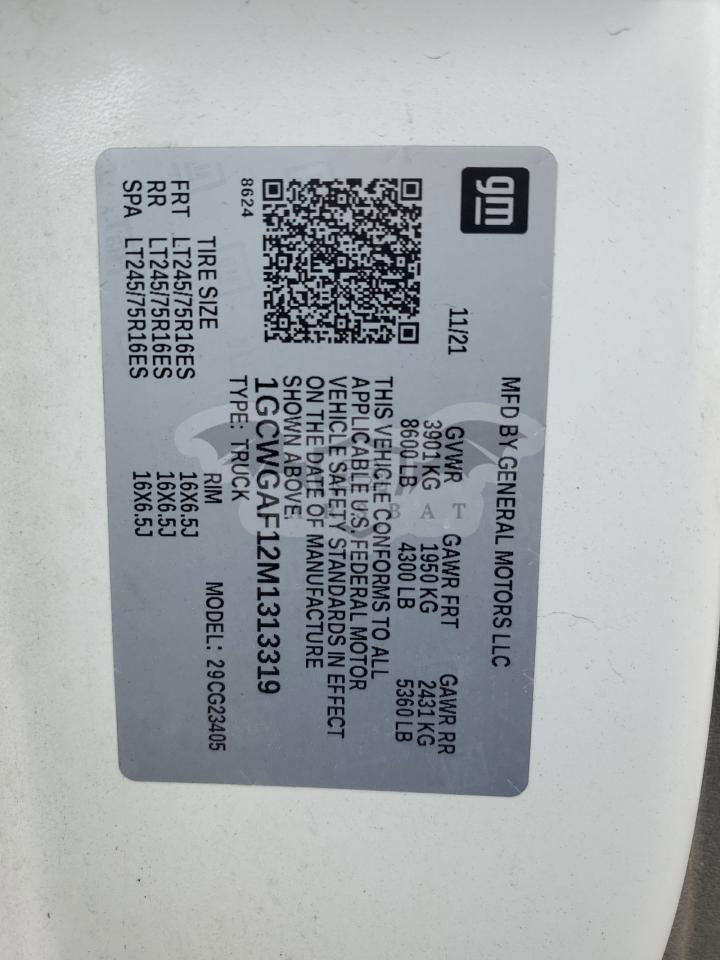 gm
MFD BY GENERAL MOTORS LLC
11/21
GVWR GAWR FRT GAWR RR
3901 KG 1950 KG 2431 KG
8600 LB 4300 LB 5360 LB
THIS VEHICLE CONFORMS TO ALL
APPLICABLE U.S. FEDERAL MOTOR
VEHICLE SAFETY STANDARDS IN EFFECT
ON THE DATE OF MANUFACTURE
SHOWN ABOVE.
1GCWGAF12M1313319
TYPE: TRUCK
8624
MODEL: 29CG23405
TIRE SIZE RIM
FRT LT245/75R16ES 16X6.5J
RR LT245/75R16ES 16X6.5J
SPA LT245/75R16ES 16X6.5J